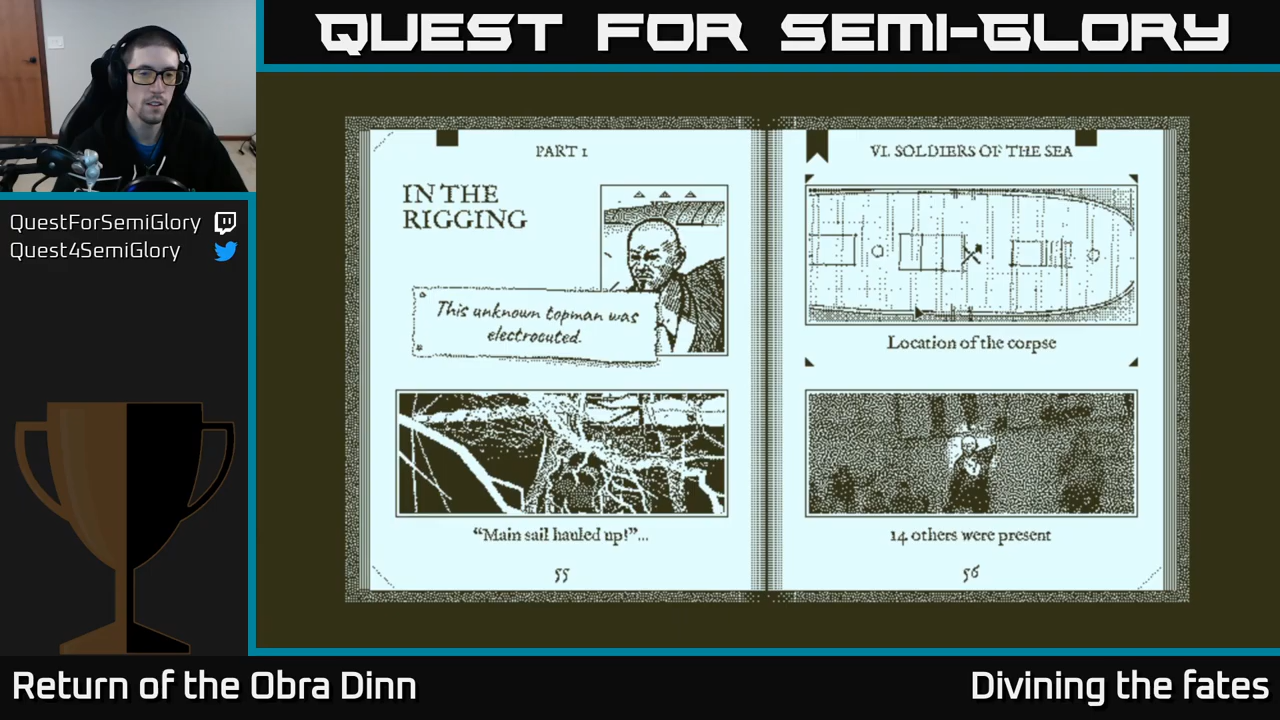 QUEST FOR SEMI-GLORY
QuestForSemiGlory
Quest4SemiGlory
PART 1
IN THE
RIGGING
This unknown topman was
electrocuted.
"Main sail hauled up!"...
55
VI. SOLDIERS OF THE SEA
Location of the corpse
14 others were present
56
Return of the Obra Dinn
Divining the fates